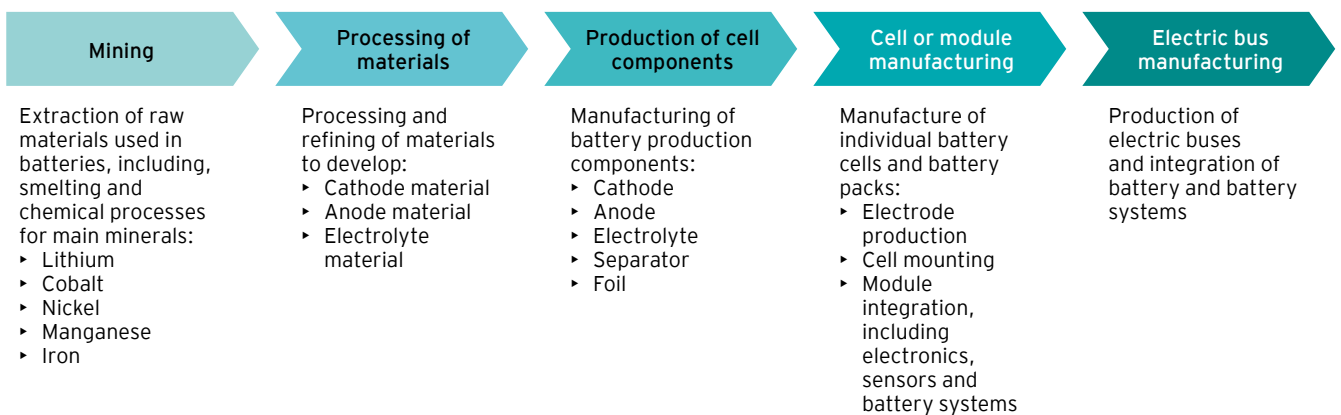 Mining
Processing of
materials
Production of cell
components
Cell or module
manufacturing
Electric bus
manufacturing
Extraction of raw
materials used in
batteries, including,
smelting and
chemical processes
for main minerals:
‣ Lithium
‣ Cobalt
‣ Nickel
‣ Manganese
‣ Iron
Processing and
refining of materials
to develop:
‣ Cathode material
‣ Anode material
‣ Electrolyte
material
Manufacturing of
battery production
components:
‣ Cathode
‣ Anode
‣ Electrolyte
‣ Separator
‣ Foil
Manufacture of
individual battery
cells and battery
packs:
‣ Electrode
production
‣ Cell mounting
‣ Module
integration,
including
electronics,
sensors and
battery systems
Production of
electric buses
and integration of
battery and battery
systems